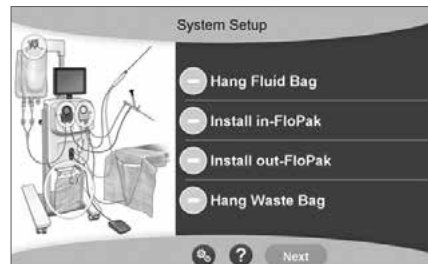 System Setup
Hang Fluid Bag
Install in-FloPak
Install out-FloPak
Hang Waste Bag
?
Next